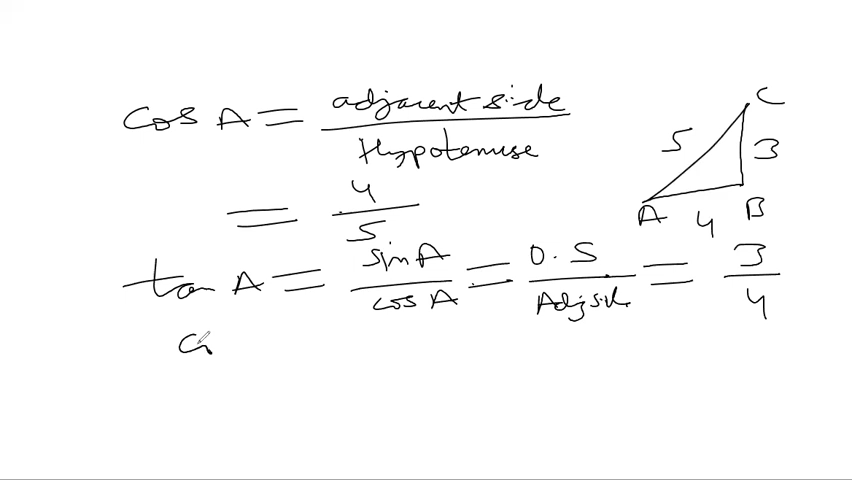 cos A = adjacent side / Hypotenuse
C
5
3
= 4 / 5
A
4
B
tan A = sin A / cos A = O.S / Adj side = 3 / 4